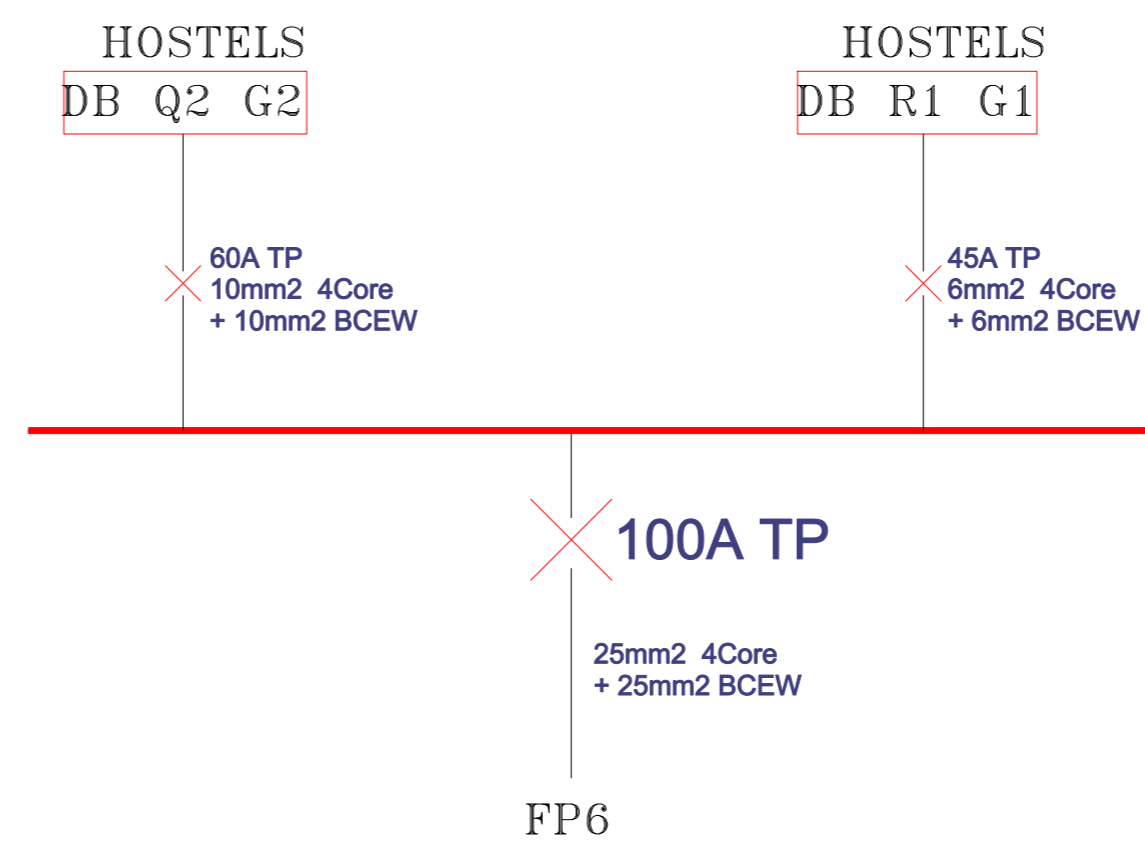 HOSTELS
DB Q2 G2
60A TP
10mm2 4Core
+ 10mm2 BCEW
HOSTELS
DB R1 G1
45A TP
6mm2 4Core
+ 6mm2 BCEW
100A TP
25mm2 4Core
+ 25mm2 BCEW
FP6